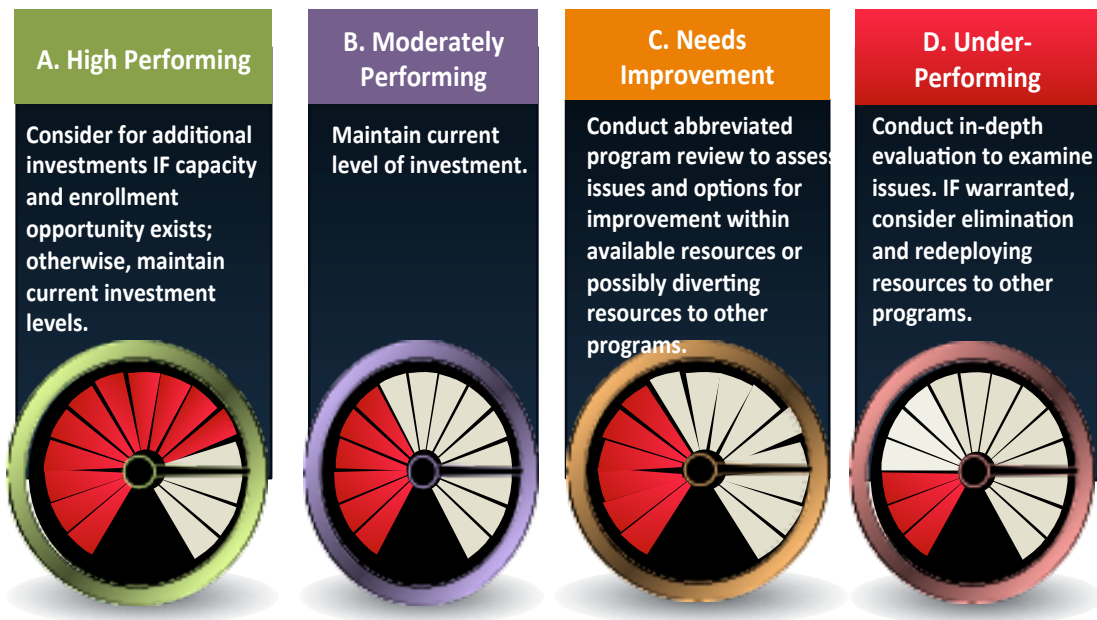 A. High Performing
Consider for additional
investments IF capacity
and enrollment
opportunity exists;
otherwise, maintain
current investment
levels.
B. Moderately
Performing
Maintain current
level of investment.
C. Needs
Improvement
Conduct abbreviated
program review to assess
issues and options for
improvement within
available resources or
possibly diverting
resources to other
programs.
D. Under-
Performing
Conduct in-depth
evaluation to examine
issues. IF warranted,
consider elimination
and redeploying
resources to other
programs.